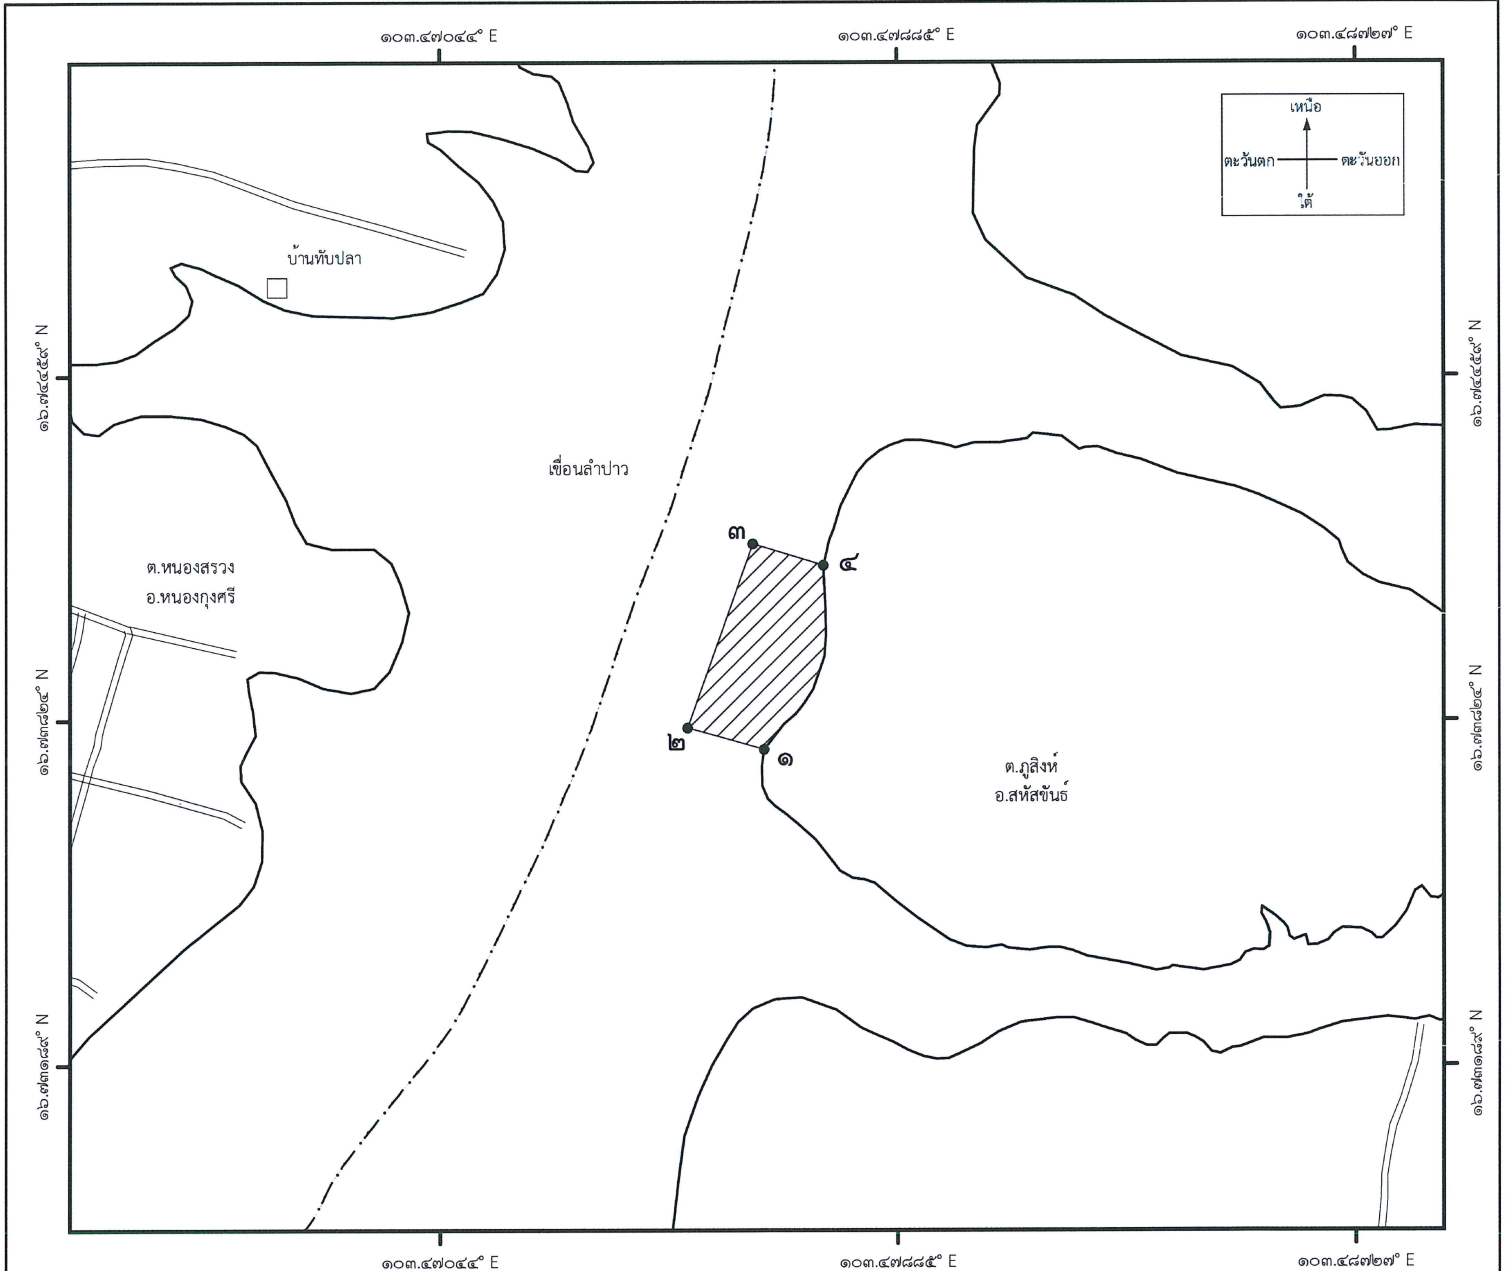 ๑๐๓.๔๗๐๔๔° E
๑๐๓.๔๗๘๘๕° E
๑๐๓.๔๘๗๒๗° E
เหนือ
ตะวันตก
ตะวันออก
ใต้
บ้านทับปลา
๑๖.๗๔๔๕๙° N
๑๖.๗๔๔๕๙° N
เขื่อนลำปาว
๓
๔
ต.หนองสรวง
อ.หนองกุงศรี
๑๖.๗๓๘๒๔° N
๑๖.๗๓๘๒๔° N
๒
๑
ต.ภูสิงห์
อ.สหัสขันธ์
๑๖.๗๓๑๘๙° N
๑๖.๗๓๑๘๙° N
๑๐๓.๔๗๐๔๔° E
๑๐๓.๔๗๘๘๕° E
๑๐๓.๔๘๗๒๗° E